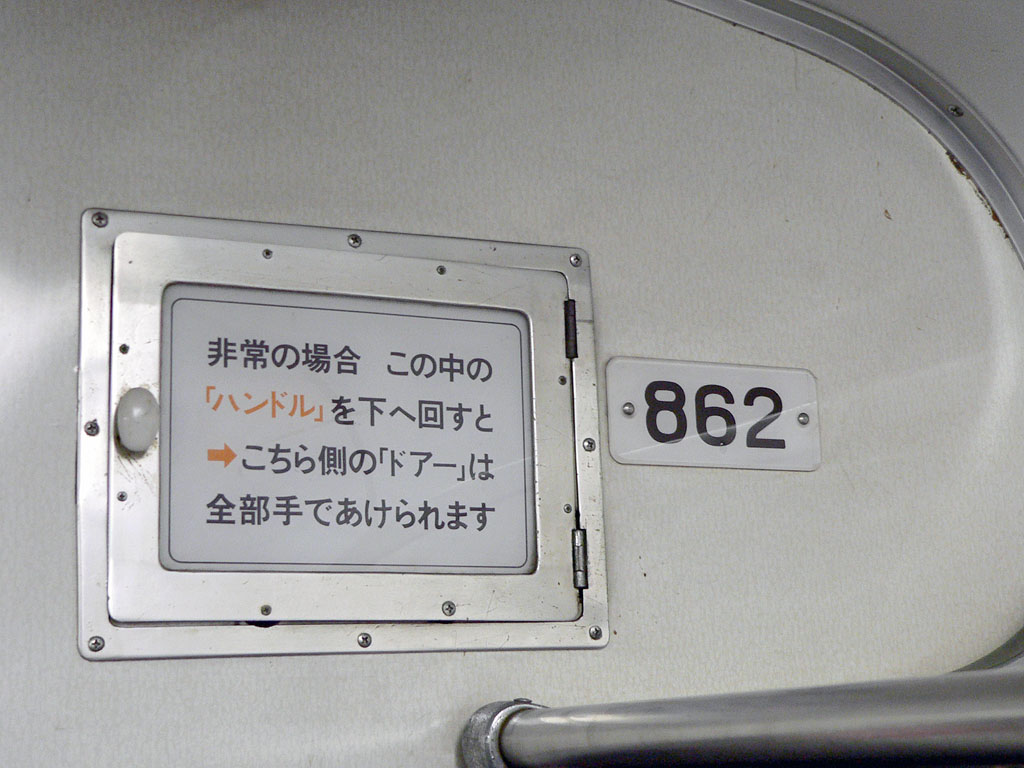 非常の場合　この中の
「ハンドル」を下へ回すと
➡こちら側の「ドアー」は
全部手であけられます
862